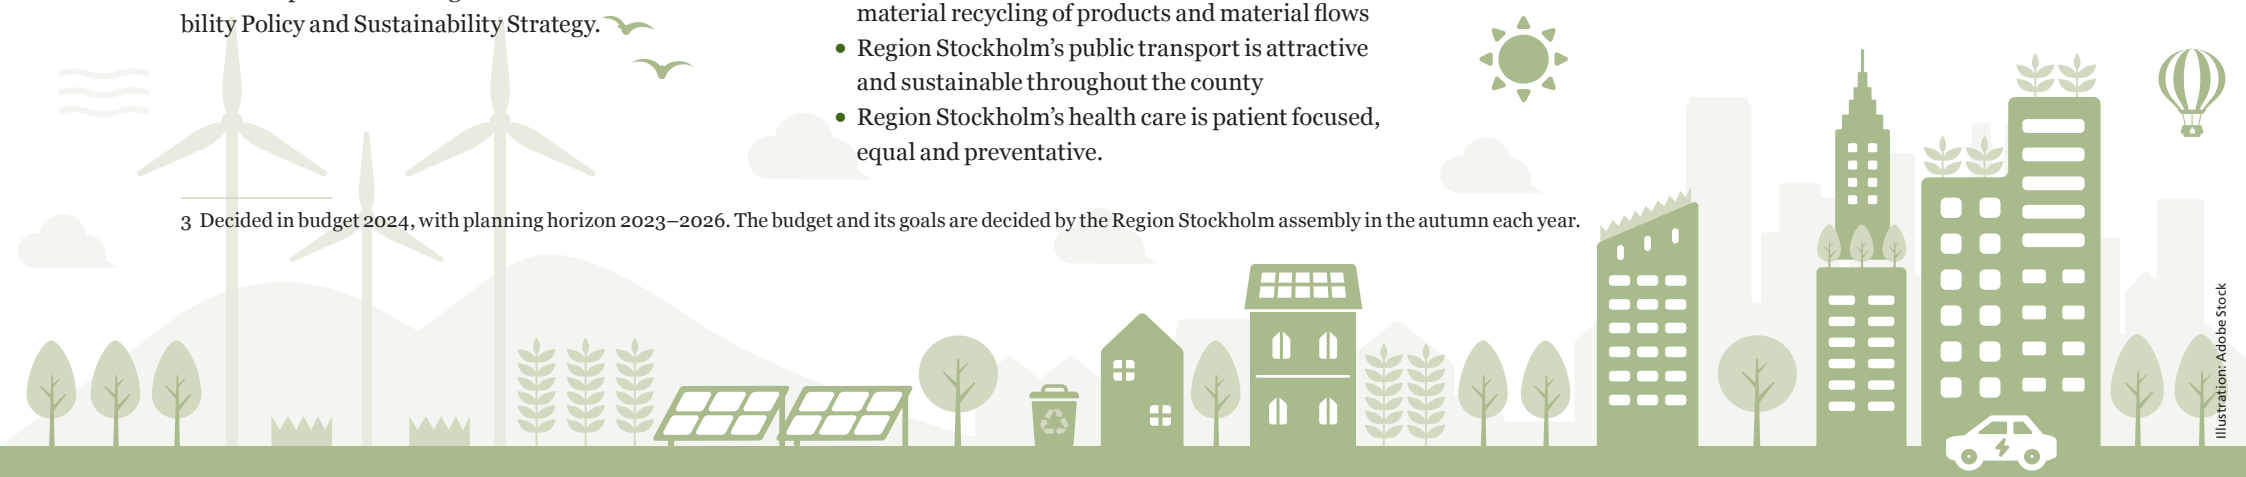 bility Policy and Sustainability Strategy.
material recycling of products and material flows
• Region Stockholm’s public transport is attractive
and sustainable throughout the county
• Region Stockholm’s health care is patient focused,
equal and preventative.
3 Decided in budget 2024, with planning horizon 2023–2026. The budget and its goals are decided by the Region Stockholm assembly in the autumn each year.
Illustration: Adobe Stock